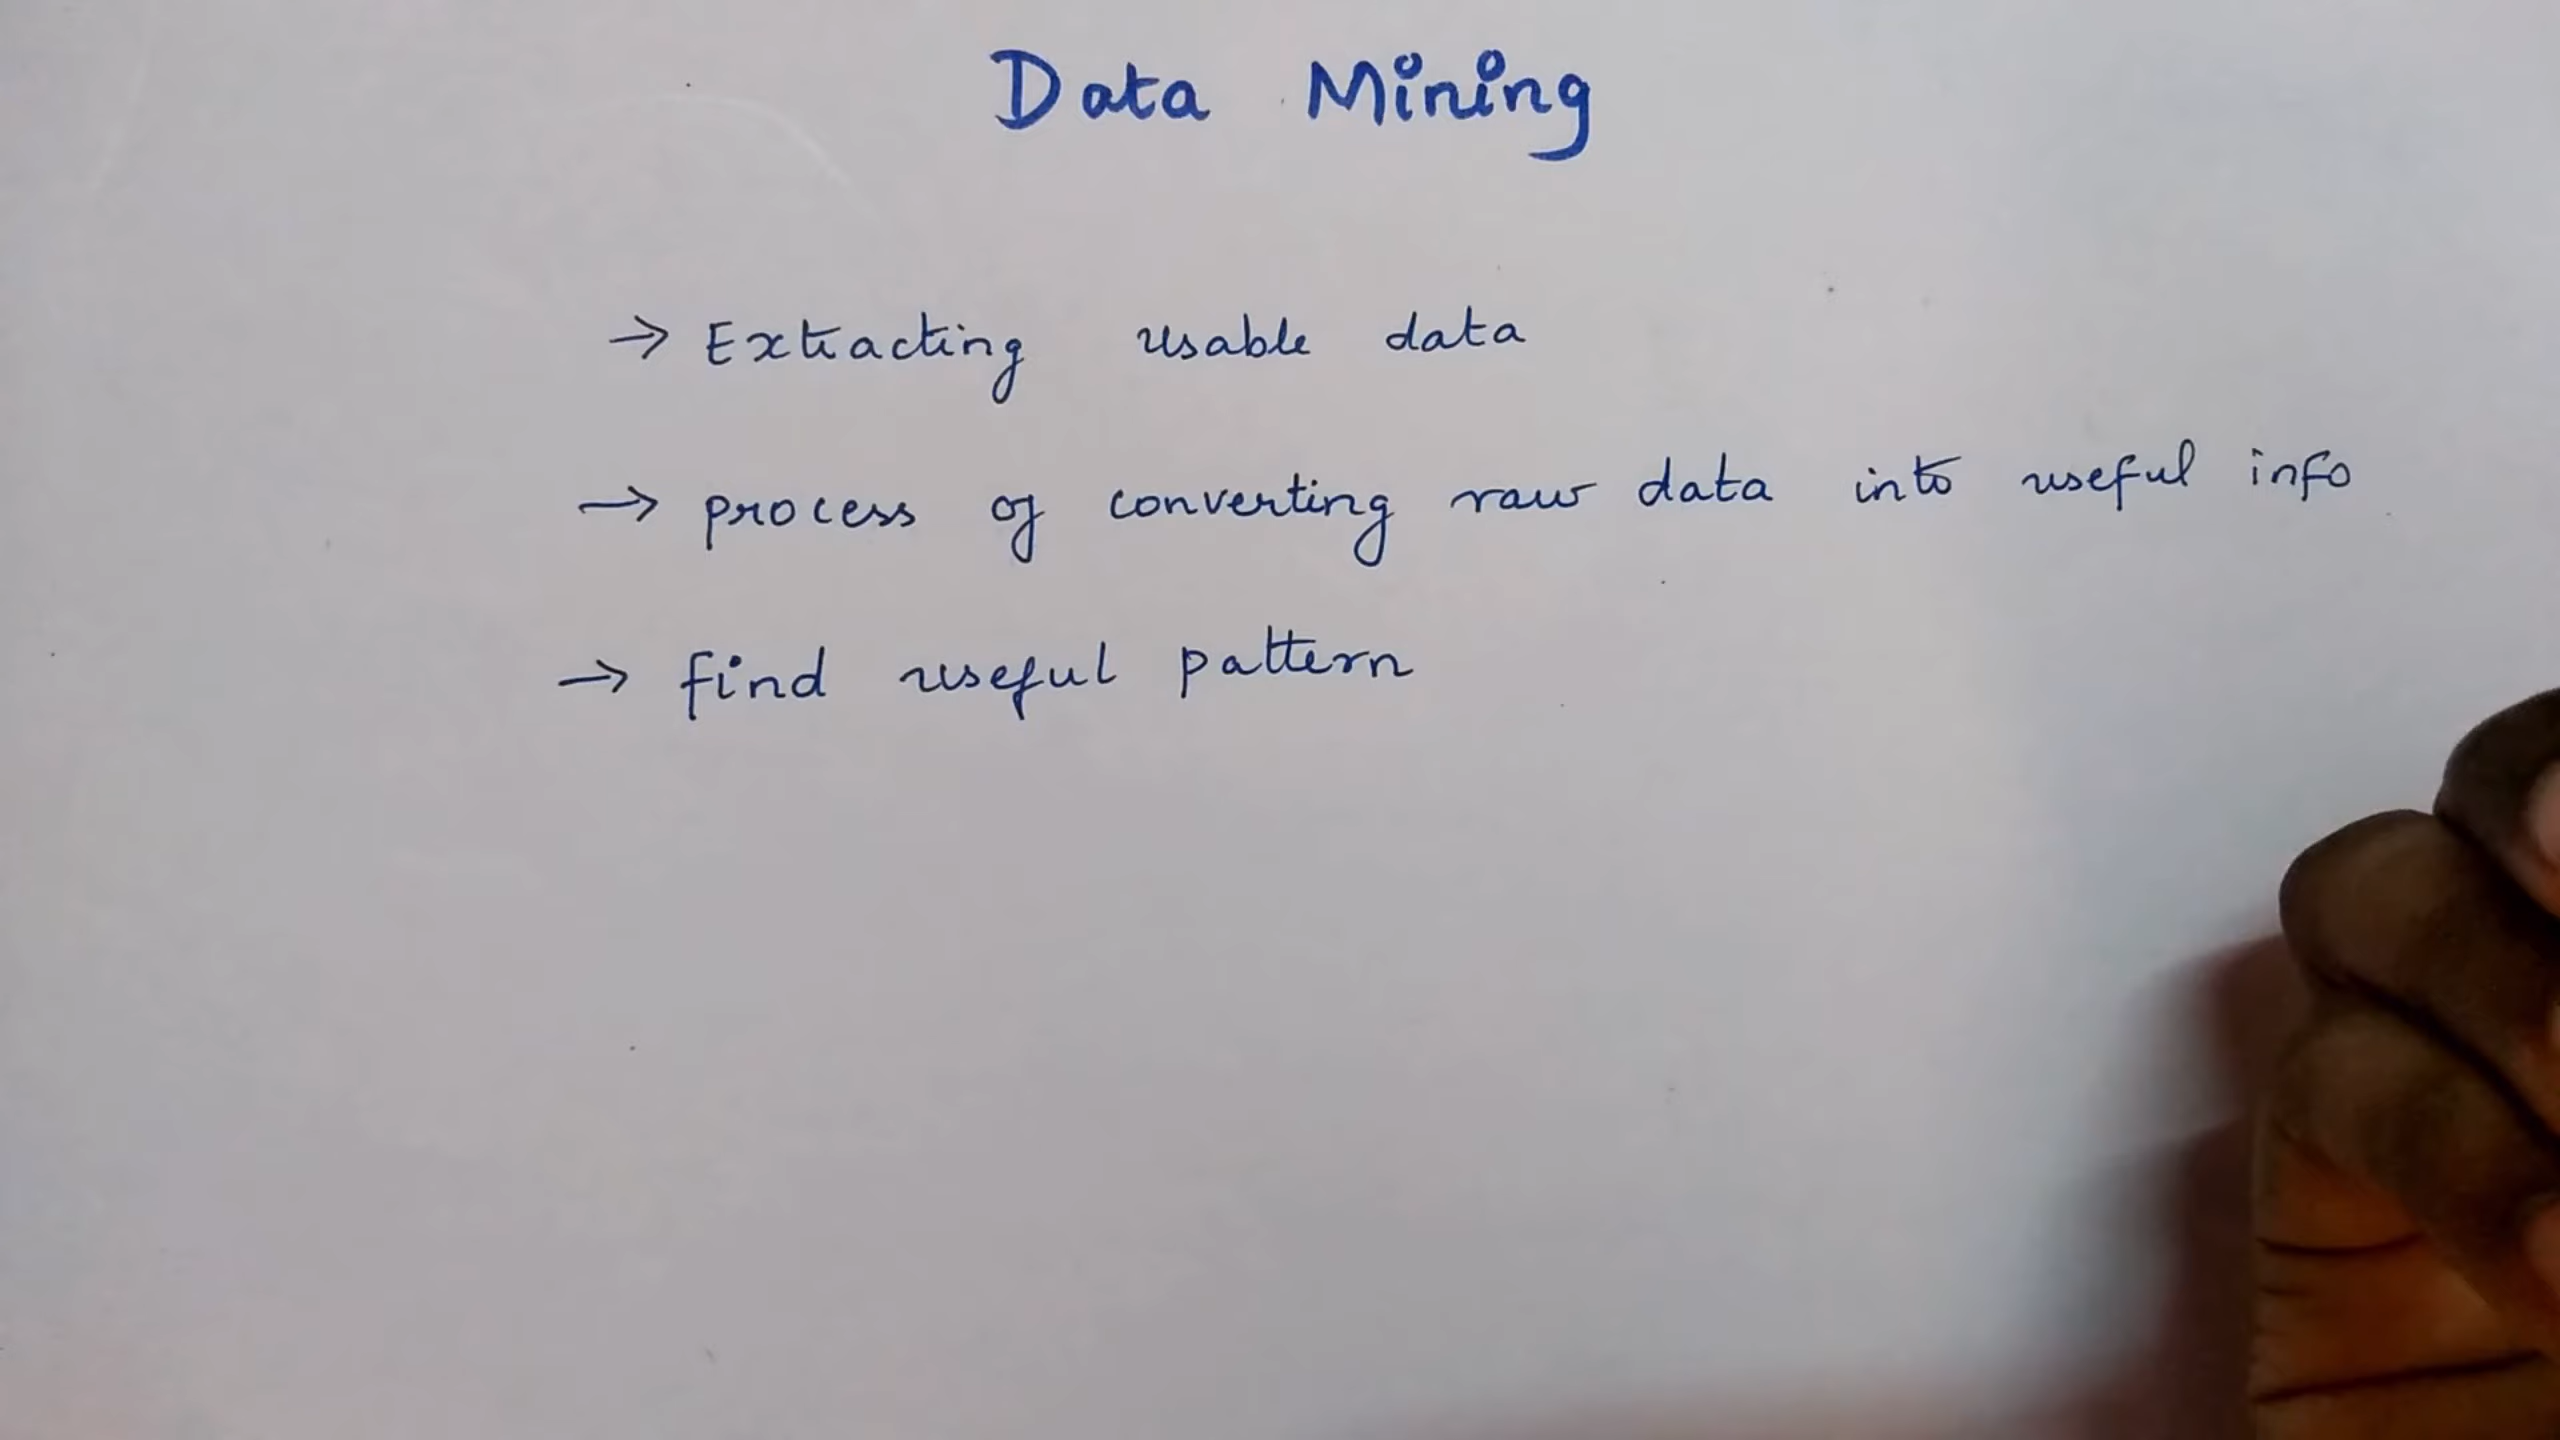 Data Mining
→ Extracting usable data
→ process of converting raw data into useful info
→ find useful pattern